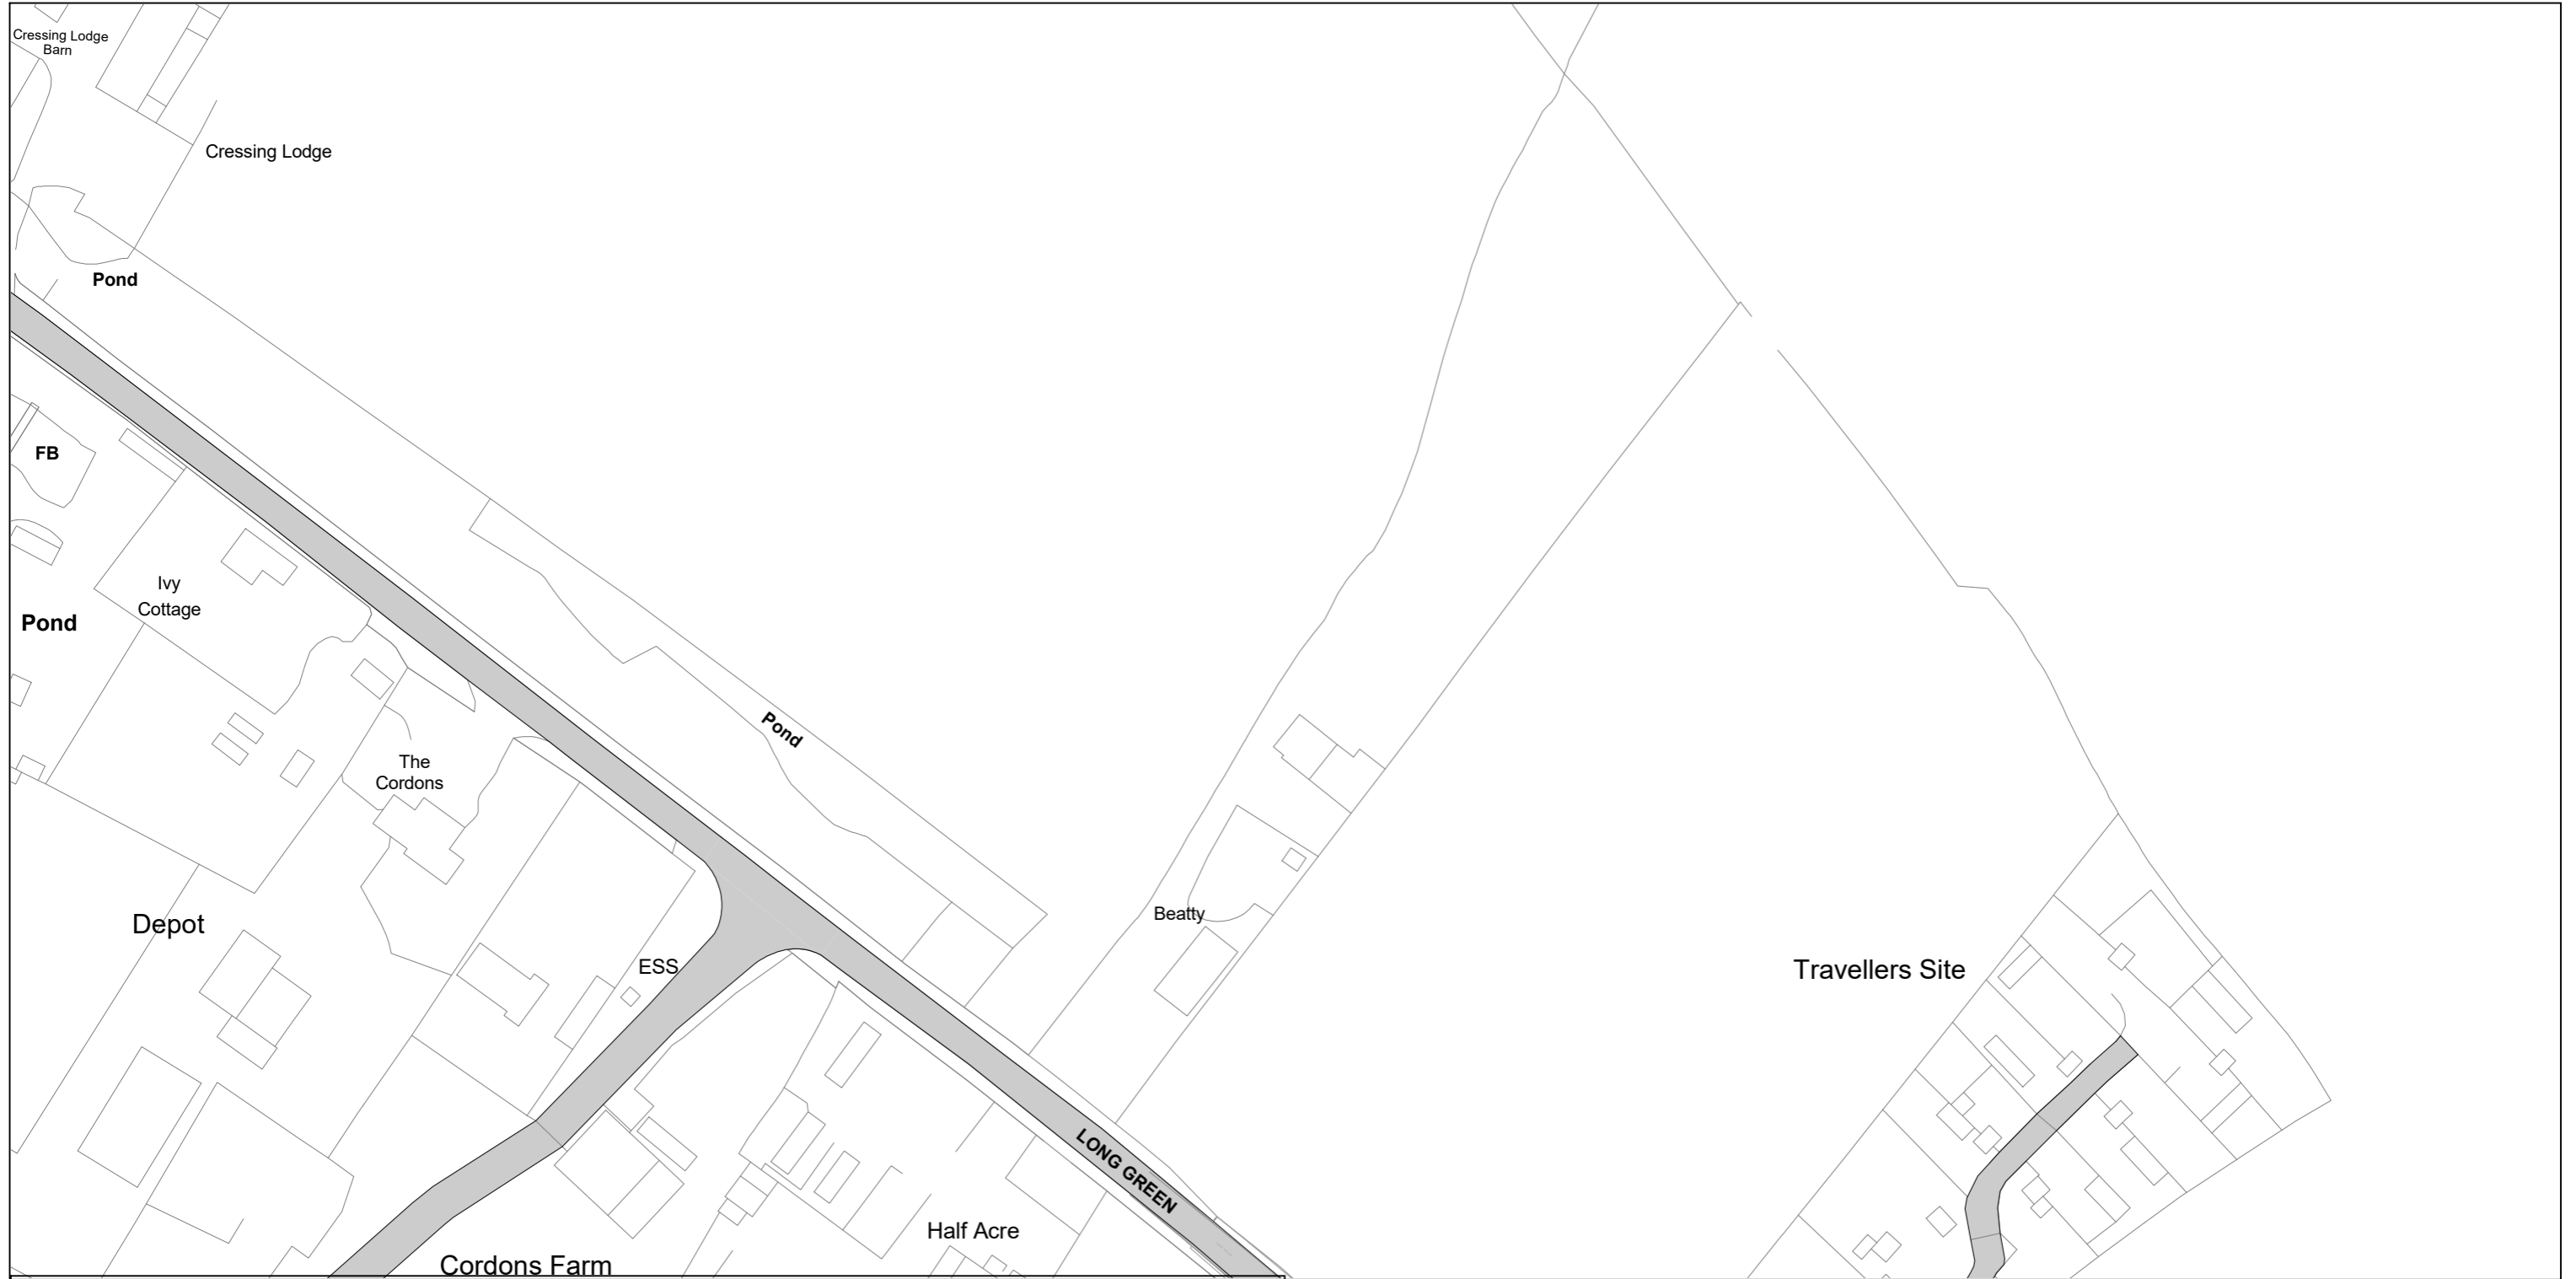 Cressing Lodge
Barn
Cressing Lodge
Pond
FB
Ivy
Cottage
Pond
Pond
The
Cordons
Depot
Beatty
ESS
Travellers Site
LONG GREEN
Half Acre
Cordons Farm